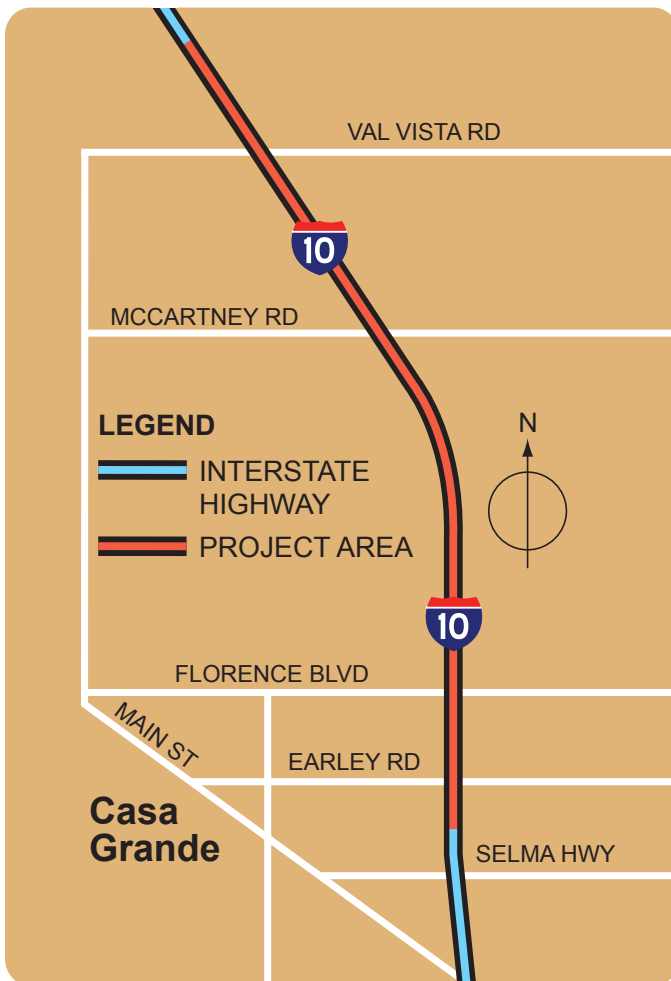 VAL VISTA RD
10
MCCARTNEY RD
LEGEND
INTERSTATE
HIGHWAY
PROJECT AREA
N
10
FLORENCE BLVD
MAIN ST
EARLEY RD
Casa
Grande
SELMA HWY